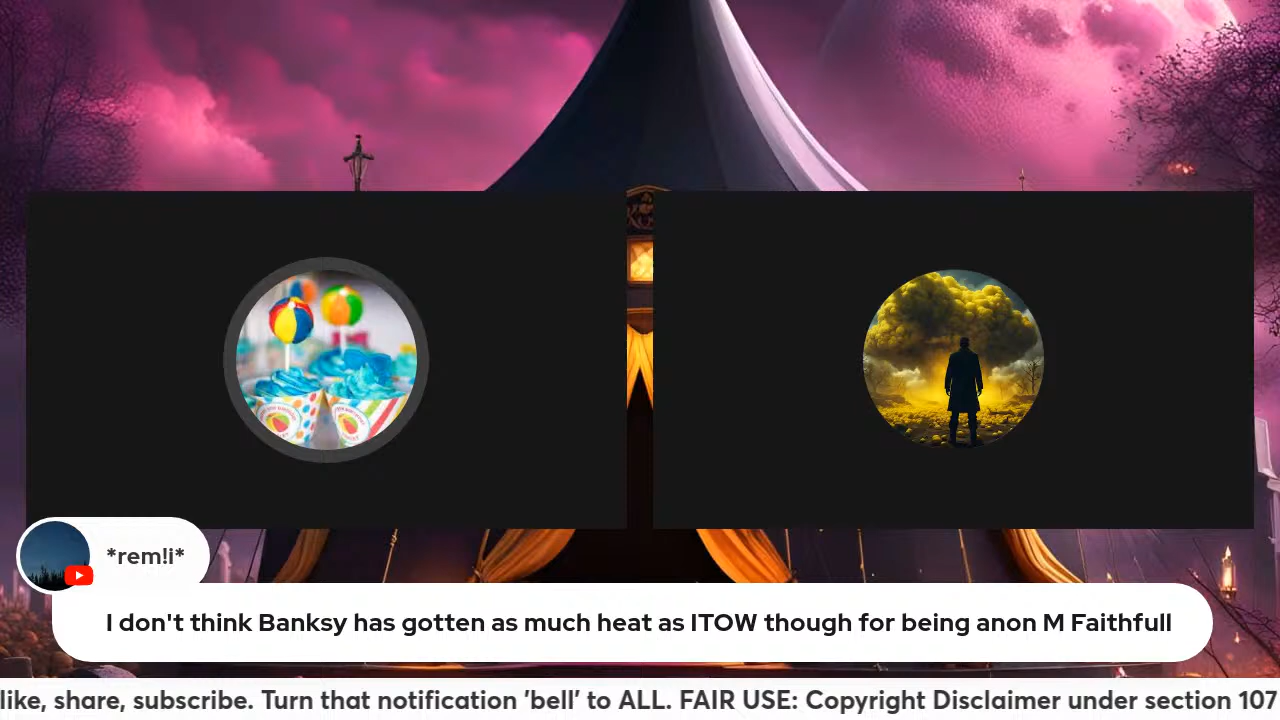 *rem!i*
I don't think Banksy has gotten as much heat as ITOW though for being anon M Faithfull
like, share, subscribe. Turn that notification 'bell' to ALL. FAIR USE: Copyright Disclaimer under section 107